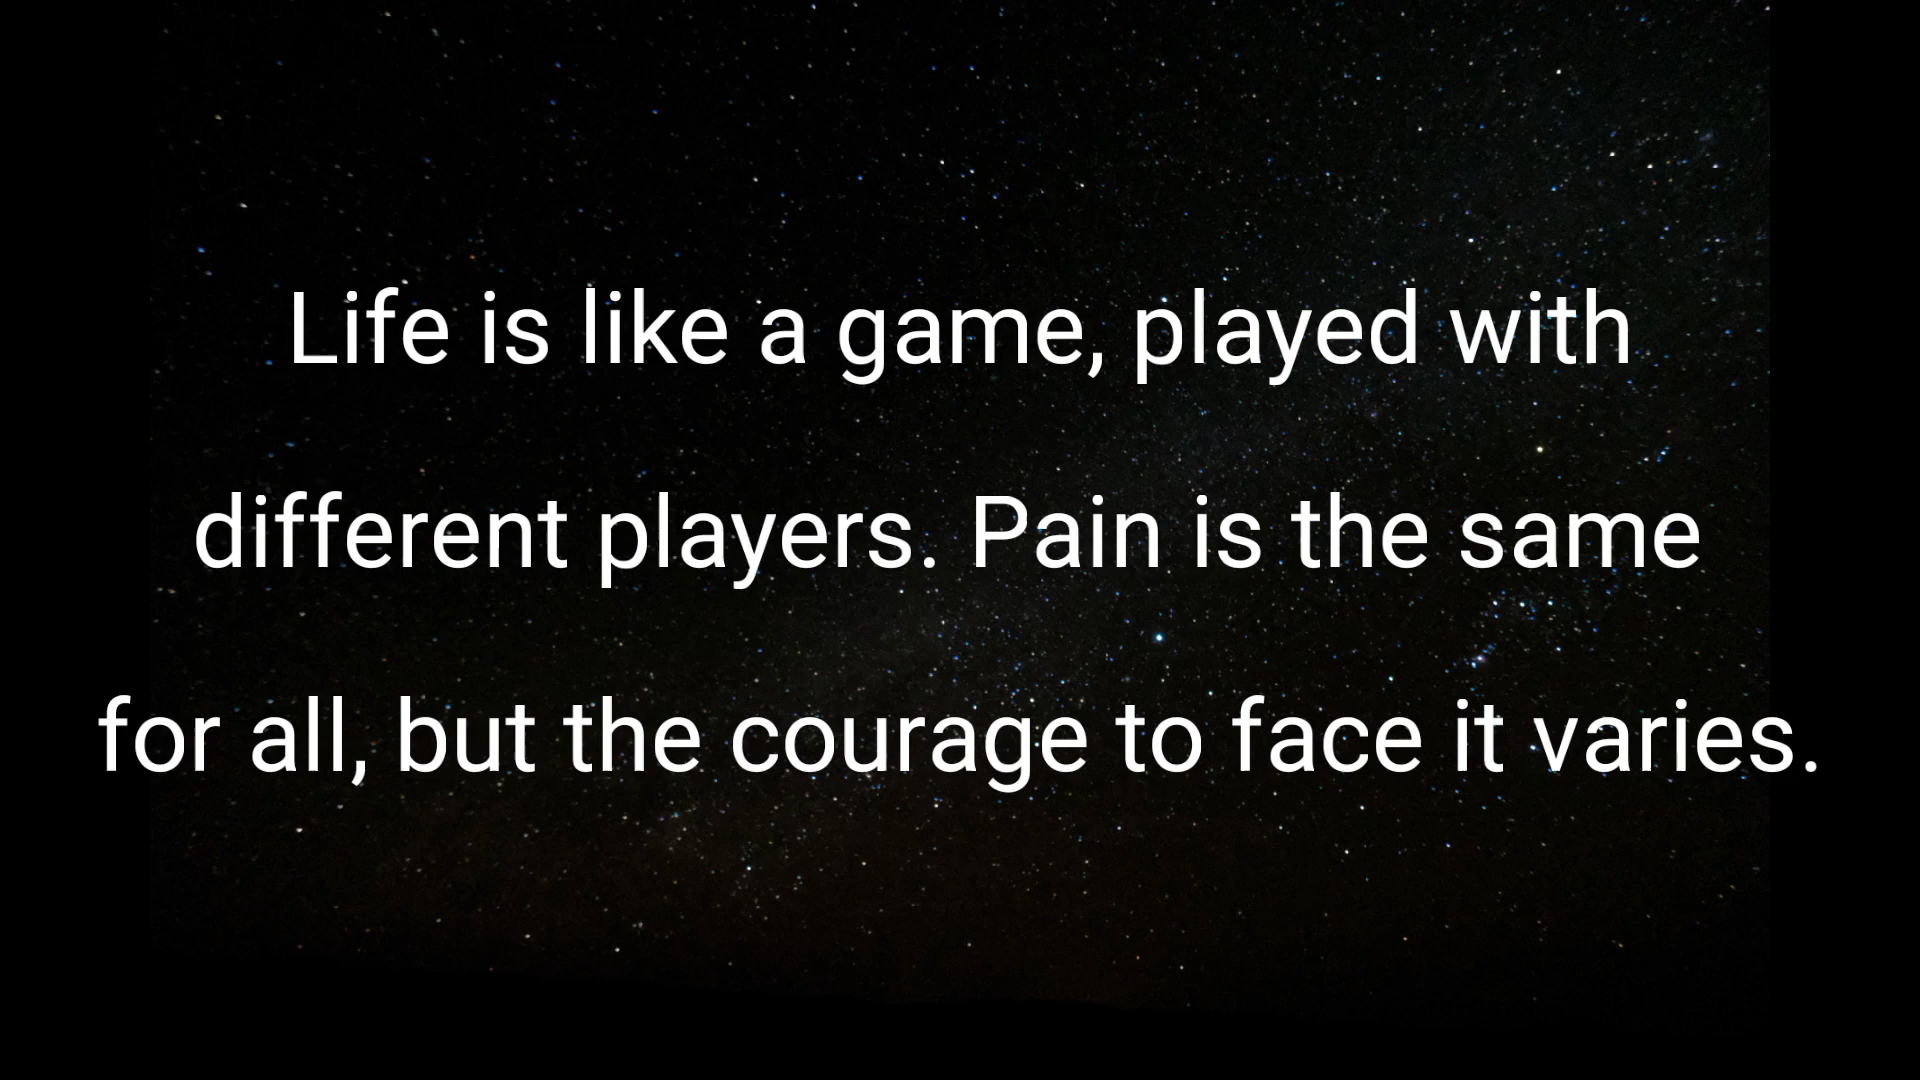 Life is like a game, played with
different players. Pain is the same
for all, but the courage to face it varies.